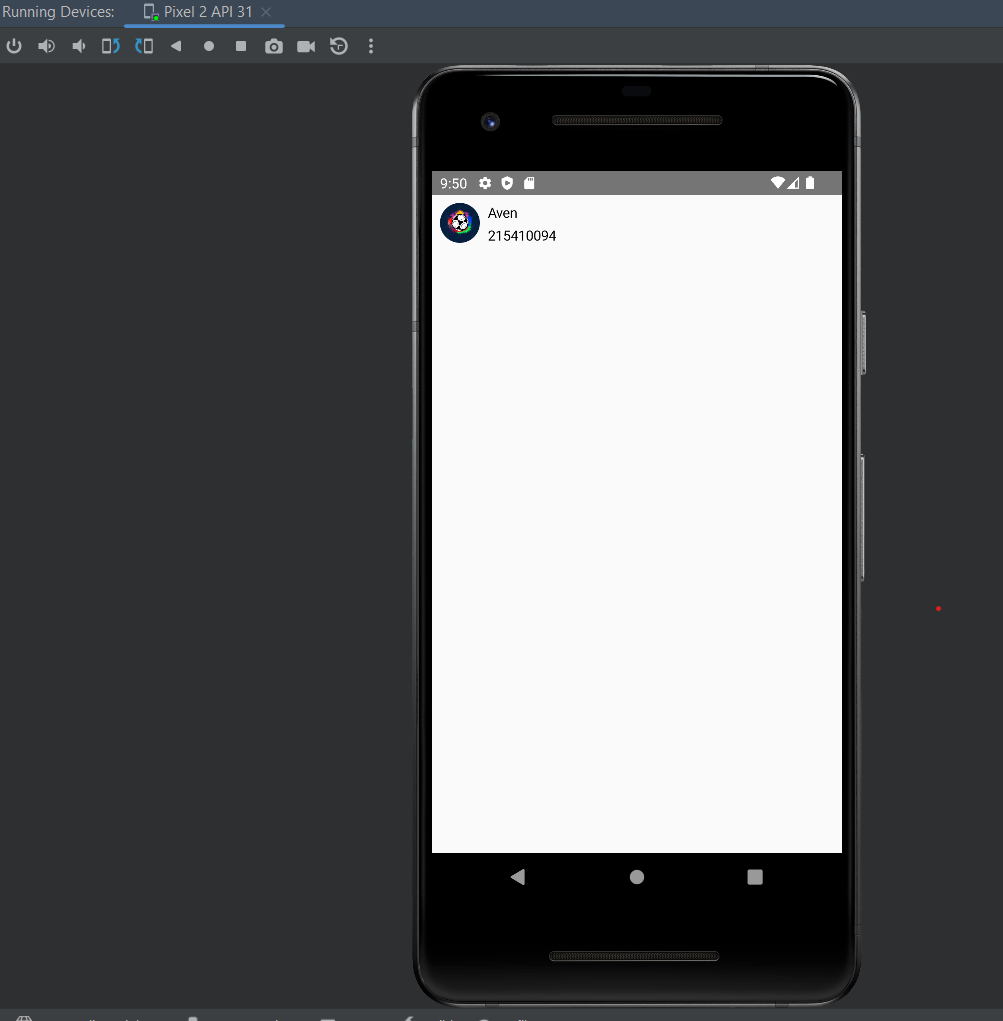 Running Devices: Pixel 2 API 31
9:50
Aven
215410094